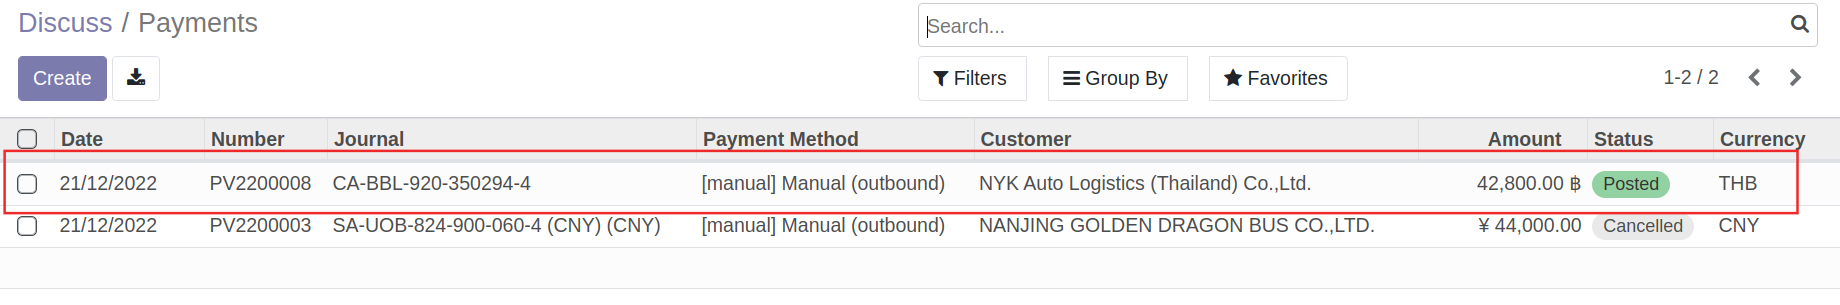 Discuss / Payments
Search...
Create
Filters
Group By
Favorites
1-2 / 2
Date Number Journal Payment Method Customer Amount Status Currency
21/12/2022 PV2200008 CA-BBL-920-350294-4 [manual] Manual (outbound) NYK Auto Logistics (Thailand) Co.,Ltd. 42,800.00 ฿ Posted THB
21/12/2022 PV2200003 SA-UOB-824-900-060-4 (CNY) (CNY) [manual] Manual (outbound) NANJING GOLDEN DRAGON BUS CO.,LTD. ¥ 44,000.00 Cancelled CNY